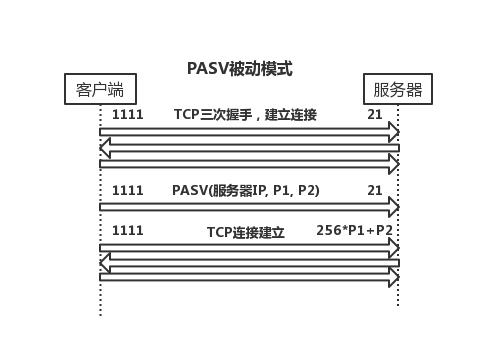 PASV被动模式
客户端 服务器
1111 TCP三次握手，建立连接 21
1111 PASV(服务器IP, P1, P2) 21
1111 TCP连接建立 256*P1+P2